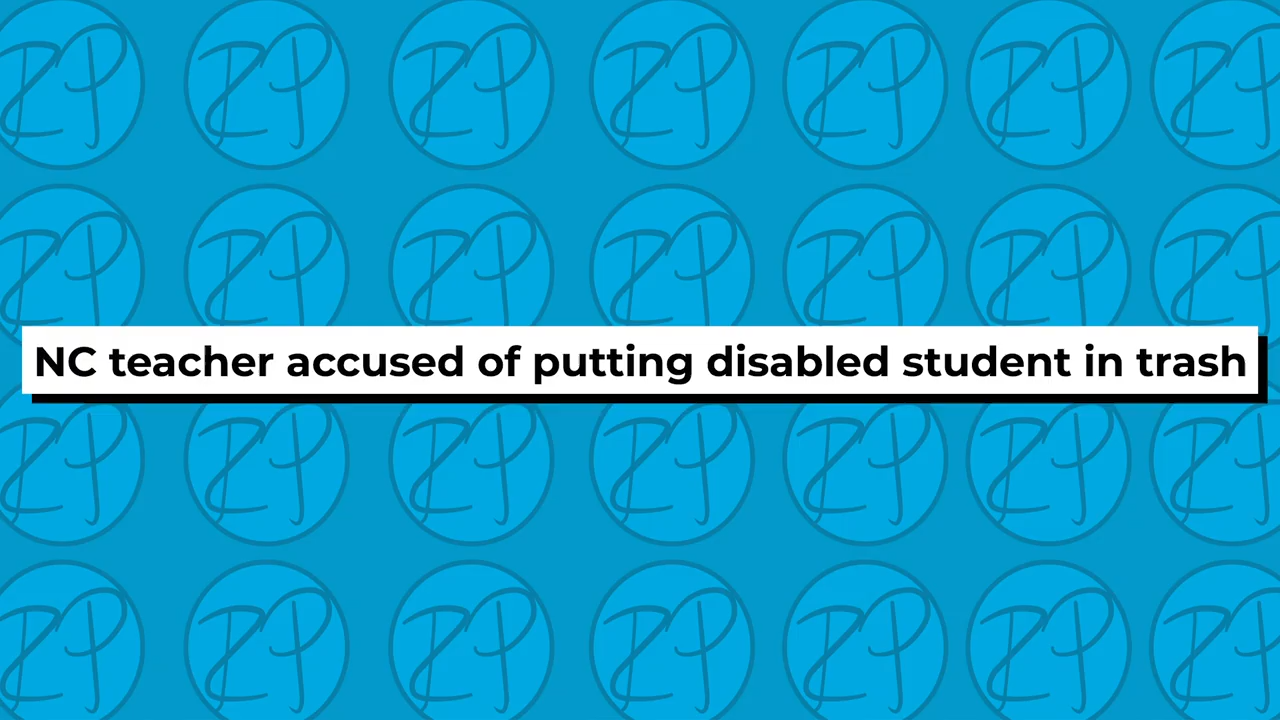 NC teacher accused of putting disabled student in trash